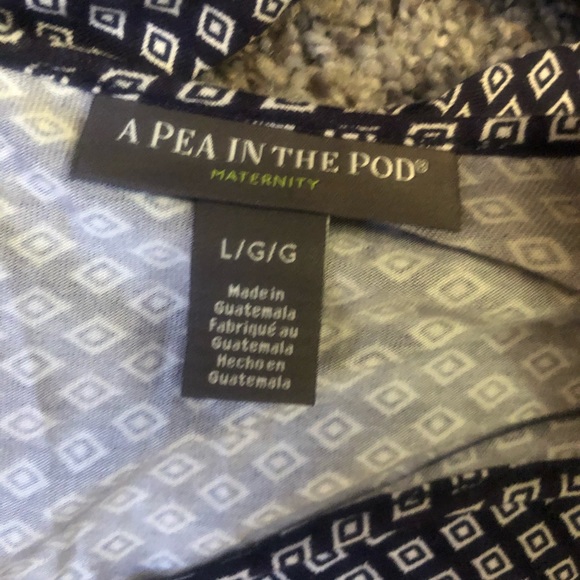 A PEA IN THE POD®
MATERNITY
L/G/G
Made in
Guatemala
Fabriqué au
Guatemala
Hecho en
Guatemala